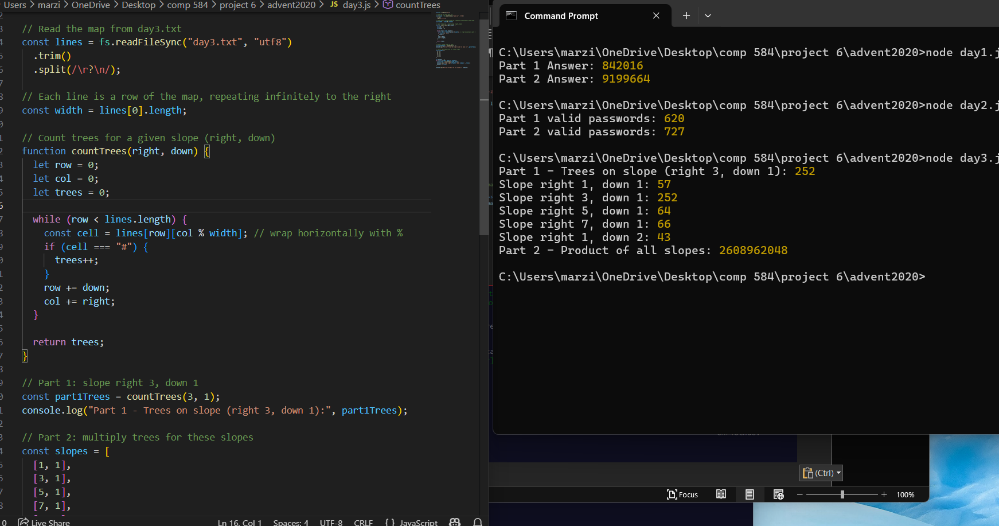 Users > marzi > OneDrive > Desktop > comp 584 > project 6 > advent2020 > JS day3.js > countTrees
// Read the map from day3.txt
const lines = fs.readFileSync("day3.txt", "utf8")
.trim()
.split(/\r?\n/);
// Each line is a row of the map, repeating infinitely to the right
const width = lines[0].length;
// Count trees for a given slope (right, down)
function countTrees(right, down) {
let row = 0;
let col = 0;
let trees = 0;
while (row < lines.length) {
const cell = lines[row][col % width]; // wrap horizontally with %
if (cell === "#") {
trees++;
}
row += down;
col += right;
}
return trees;
}
// Part 1: slope right 3, down 1
const part1Trees = countTrees(3, 1);
console.log("Part 1 - Trees on slope (right 3, down 1):", part1Trees);
// Part 2: multiply trees for these slopes
const slopes = [
[1, 1],
[3, 1],
[5, 1],
[7, 1],
0 Live Share Ln 16, Col 1 Spaces: 4 UTF-8 CRLF {} JavaScript
Command Prompt
C:\Users\marzi\OneDrive\Desktop\comp 584\project 6\advent2020>node day1.j
Part 1 Answer: 842016
Part 2 Answer: 9199664
C:\Users\marzi\OneDrive\Desktop\comp 584\project 6\advent2020>node day2.j
Part 1 valid passwords: 620
Part 2 valid passwords: 727
C:\Users\marzi\OneDrive\Desktop\comp 584\project 6\advent2020>node day3.j
Part 1 - Trees on slope (right 3, down 1): 252
Slope right 1, down 1: 57
Slope right 3, down 1: 252
Slope right 5, down 1: 64
Slope right 7, down 1: 66
Slope right 1, down 2: 43
Part 2 - Product of all slopes: 2608962048
C:\Users\marzi\OneDrive\Desktop\comp 584\project 6\advent2020>
(Ctrl)
Focus 100%